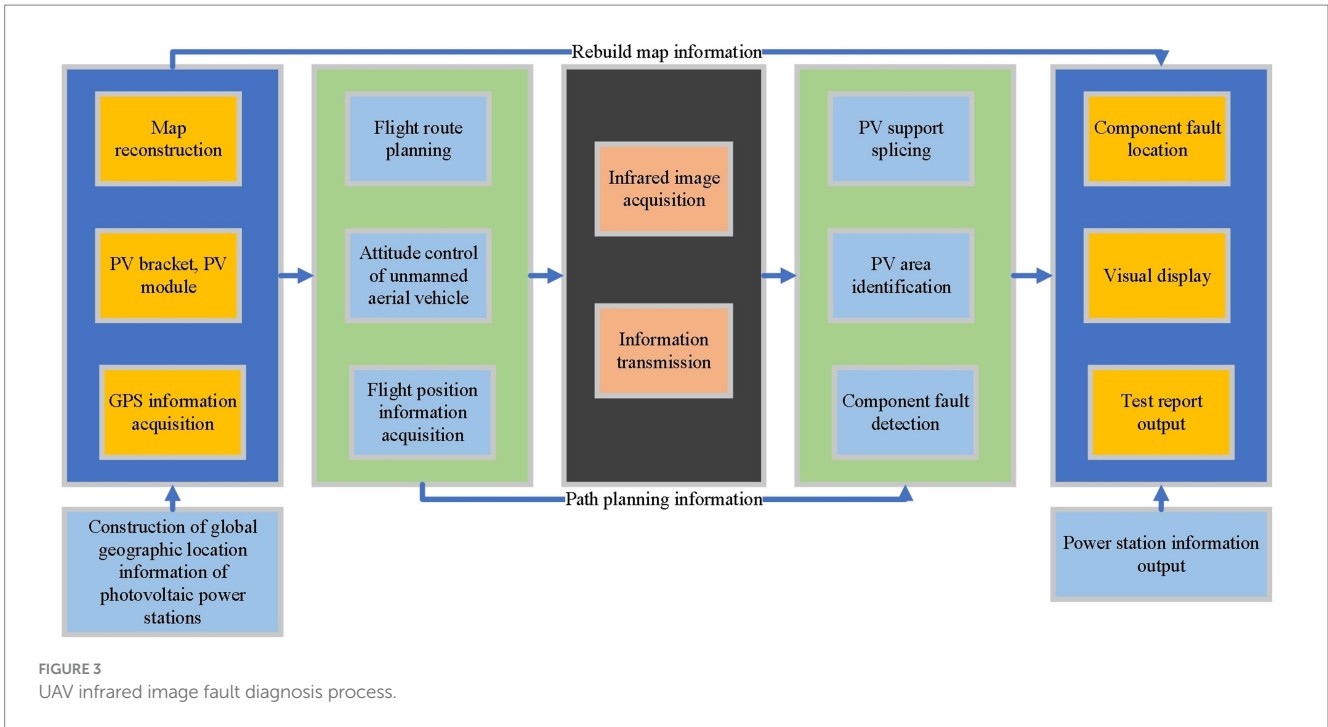 Rebuild map information
Map
reconstruction
PV bracket, PV
module
GPS information
acquisition
Construction of global
geographic location
information of
photovoltaic power
stations
Flight route
planning
Attitude control
of unmanned
aerial vehicle
Flight position
information
acquisition
Infrared image
acquisition
Information
transmission
PV support
splicing
PV area
identification
Component fault
detection
Path planning information
Component fault
location
Visual display
Test report
output
Power station information
output
FIGURE 3
UAV infrared image fault diagnosis process.